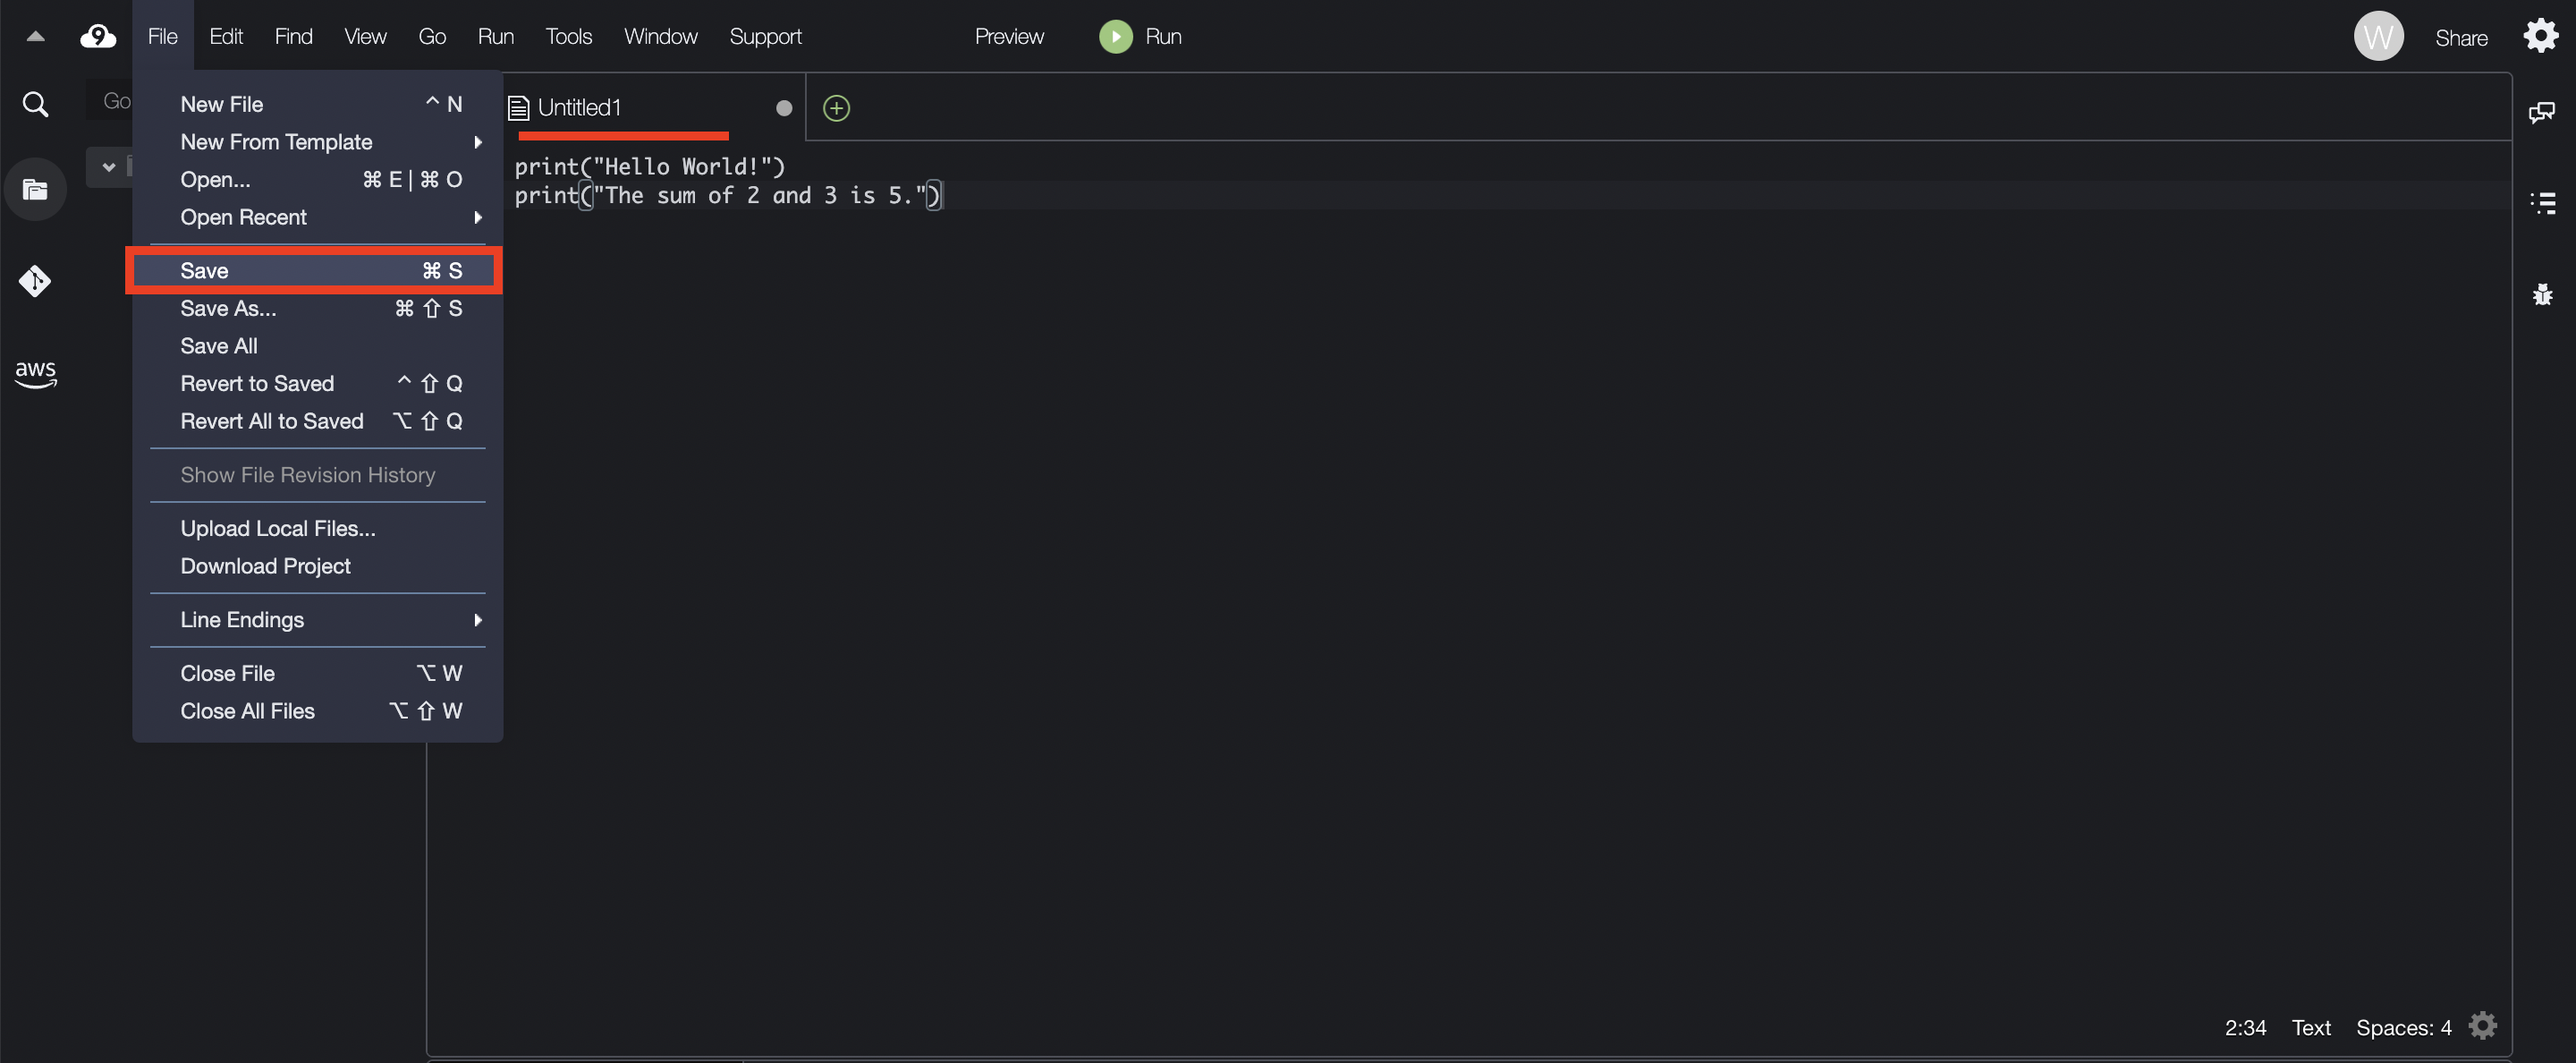 9 File Edit Find View Go Run Tools Window Support Preview Run W Share
Go
New File ^ N
New From Template
Open... ⌘ E | ⌘ O
Open Recent
Save ⌘ S
Save As... ⌘ ⇧ S
Save All
Revert to Saved ^ ⇧ Q
Revert All to Saved ⌥ ⇧ Q
Show File Revision History
Upload Local Files...
Download Project
Line Endings
Close File ⌥ W
Close All Files ⌥ ⇧ W
aws
Untitled1
print("Hello World!")
print("The sum of 2 and 3 is 5.")
2:34 Text Spaces: 4